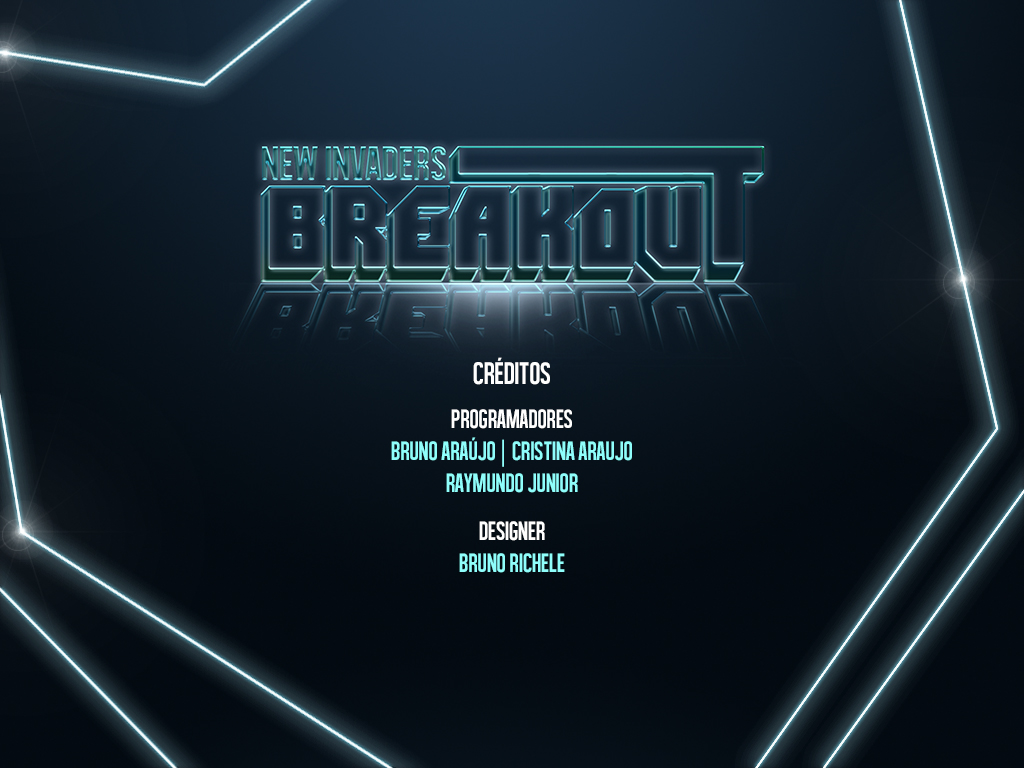 NEW INVADERS
BREAKOUT
CRÉDITOS
PROGRAMADORES
BRUNO ARAÚJO | CRISTINA ARAUJO
RAYMUNDO JUNIOR
DESIGNER
BRUNO RICHELE